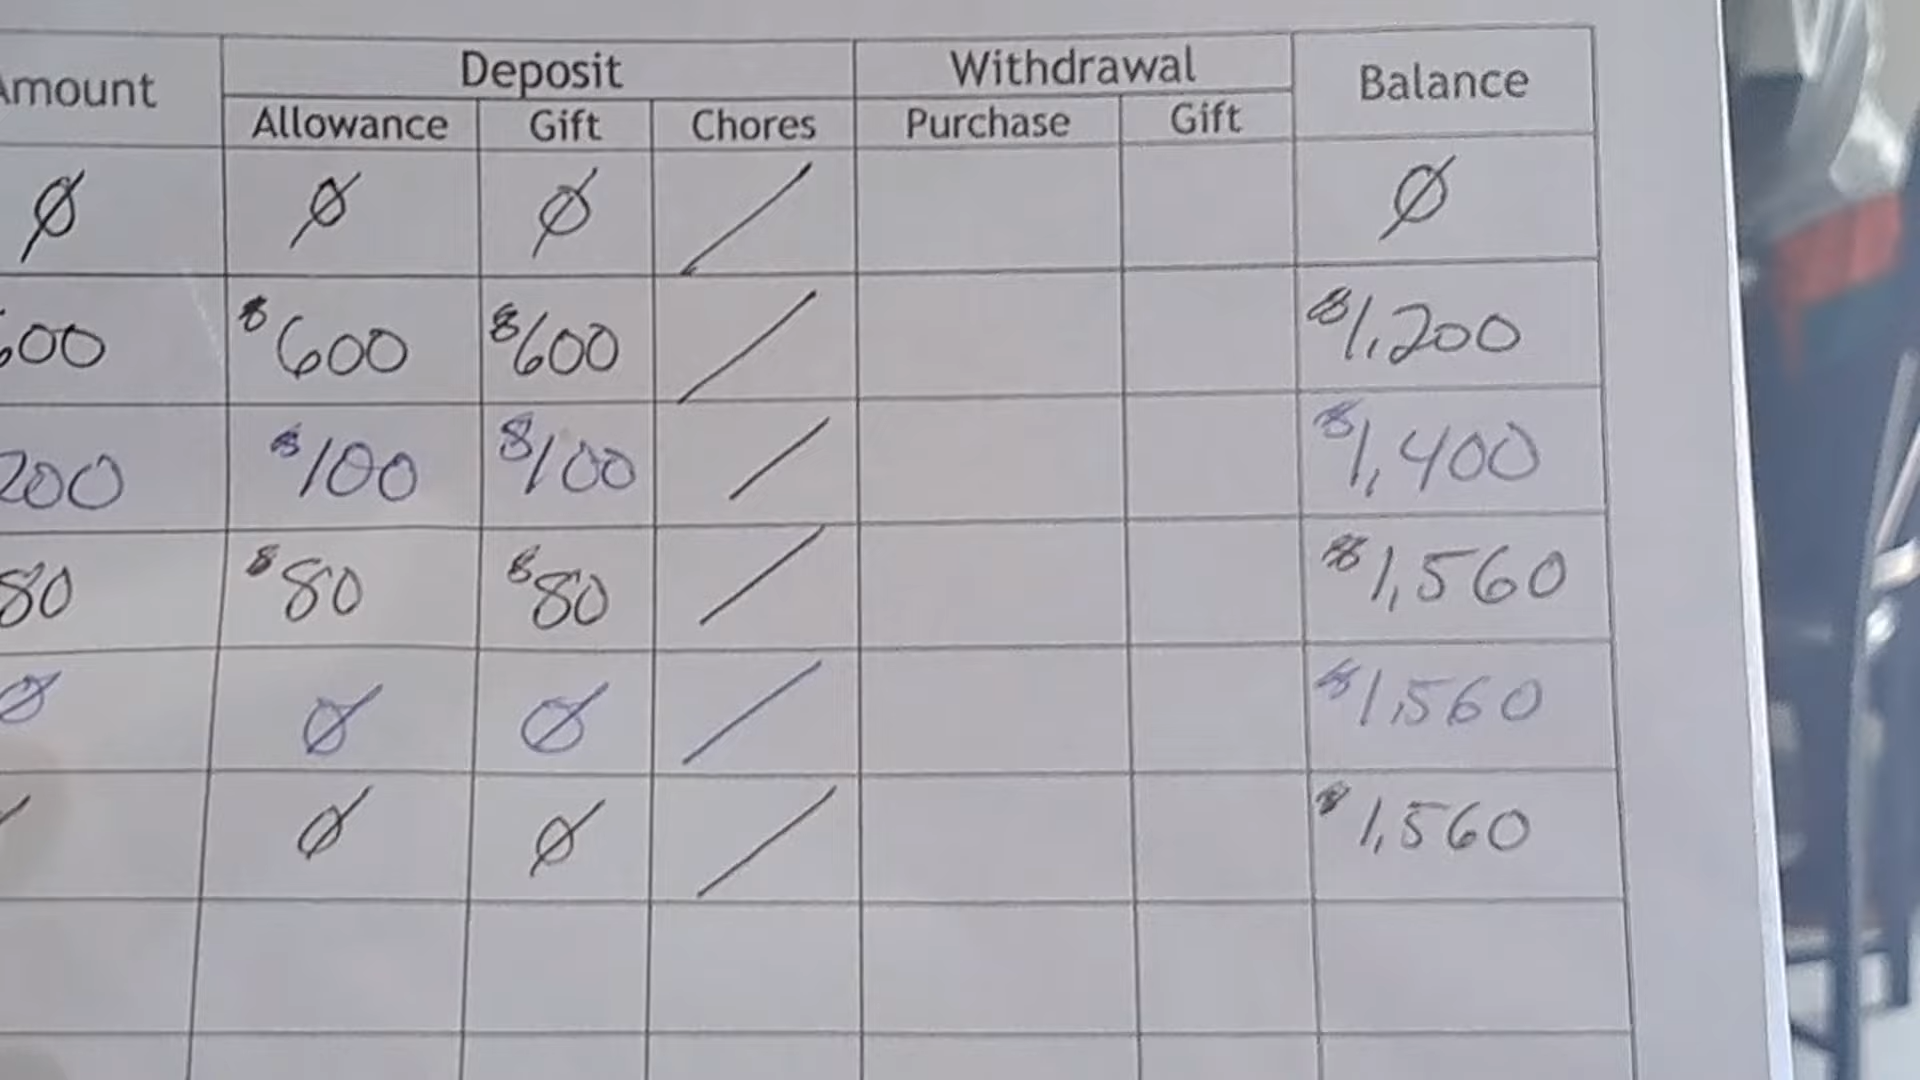 Amount Deposit Withdrawal Balance
Allowance Gift Chores Purchase Gift
Ø Ø Ø / Ø
600 $600 $600 / $1,200
200 $100 $100 / $1,400
80 $80 $80 / $1,560
Ø Ø Ø / $1,560
Ø Ø / $1,560